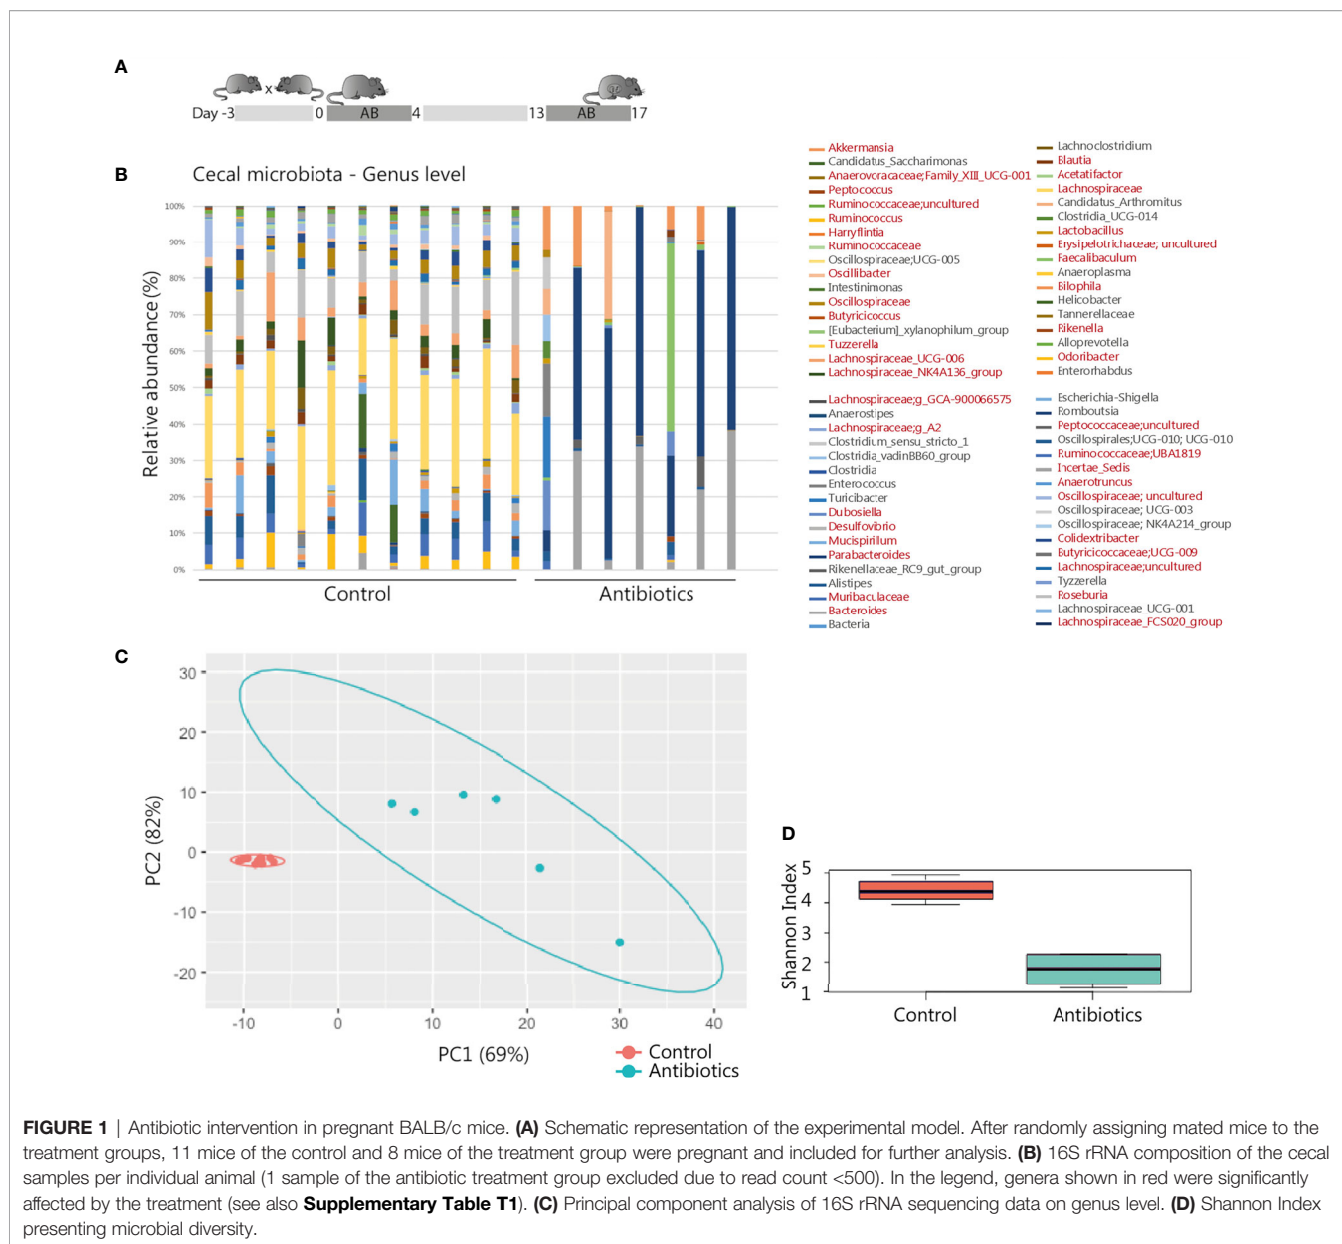 A
x
Day -3
0
AB
4
13
AB
17
B
Cecal microbiota - Genus level
Relative abundance (%)
100%
90%
80%
70%
60%
50%
40%
30%
20%
10%
0%
Control
Antibiotics
Akkermansia
Candidatus_Saccharimonas
Anaerovoracaceae;Family_XIII_UCG-001
Peptococcus
Ruminococcaceae;uncultured
Ruminococcus
Harryflintia
Ruminococcaceae
Oscillospiraceae;UCG-005
Oscillibacter
Intestinimonas
Oscillospiraceae
Butyricicoccus
[Eubacterium]_xylanophilum_group
Tuzzerella
Lachnospiraceae_UCG-006
Lachnospiraceae_NK4A136_group
Lachnospiraceae;g_GCA-900066575
Anaerostipes
Lachnospiraceae;g_A2
Clostridium_sensu_stricto_1
Clostridia_vadinBB60_group
Clostridia
Enterococcus
Turicibacter
Dubosiella
Desulfovibrio
Mucispirillum
Parabacteroides
Rikenellaceae_RC9_gut_group
Alistipes
Muribaculaceae
Bacteroides
Bacteria
Lachnoclostridium
Blautia
Acetatifactor
Lachnospiraceae
Candidatus_Arthromitus
Clostridia_UCG-014
Lactobacillus
Erysipelotrichaceae; uncultured
Faecalibaculum
Anaeroplasma
Bilophila
Helicobacter
Tannerellaceae
Rikenella
Alloprevotella
Odoribacter
Enterorhabdus
Escherichia-Shigella
Romboutsia
Peptococcaceae;uncultured
Oscillospirales;UCG-010; UCG-010
Ruminococcaceae;UBA1819
Incertae_Sedis
Anaerotruncus
Oscillospiraceae; uncultured
Oscillospiraceae; UCG-003
Oscillospiraceae; NK4A214_group
Colidextribacter
Butyricicoccaceae;UCG-009
Lachnospiraceae;uncultured
Tyzzerella
Roseburia
Lachnospiraceae_UCG-001
Lachnospiraceae_FCS020_group
C
PC2 (82%)
30
20
10
0
-10
-20
-10
0
10
20
30
40
PC1 (69%)
Control
Antibiotics
D
Shannon Index
5
4
3
2
1
Control
Antibiotics
FIGURE 1 | Antibiotic intervention in pregnant BALB/c mice. (A) Schematic representation of the experimental model. After randomly assigning mated mice to the
treatment groups, 11 mice of the control and 8 mice of the treatment group were pregnant and included for further analysis. (B) 16S rRNA composition of the cecal
samples per individual animal (1 sample of the antibiotic treatment group excluded due to read count <500). In the legend, genera shown in red were significantly
affected by the treatment (see also Supplementary Table T1). (C) Principal component analysis of 16S rRNA sequencing data on genus level. (D) Shannon Index
presenting microbial diversity.